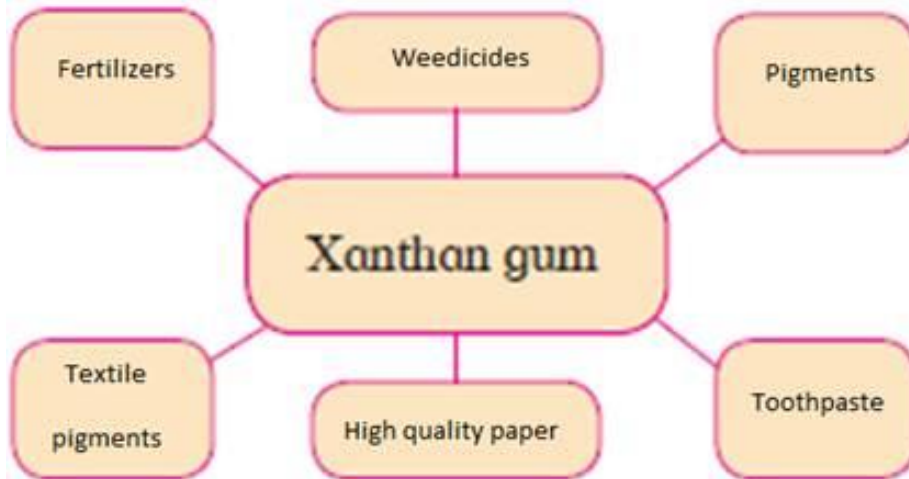 Fertilizers
Weedicides
Pigments
Xanthan gum
Textile
pigments
High quality paper
Toothpaste